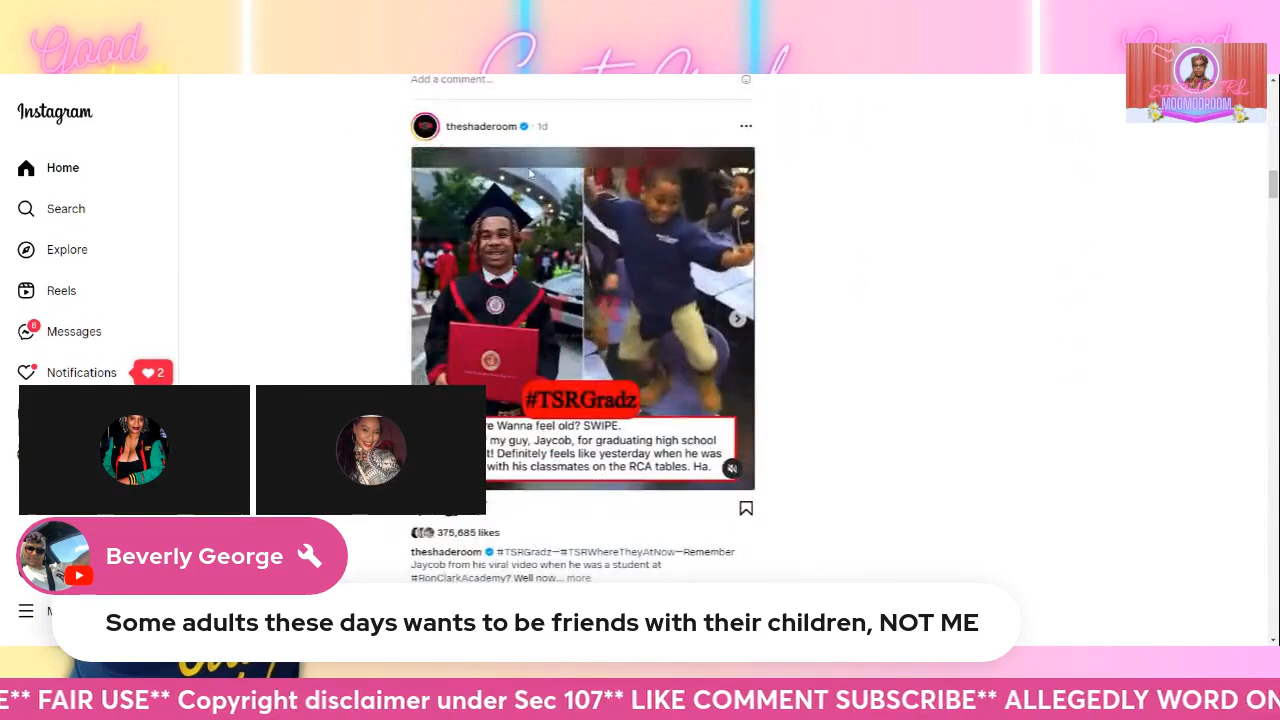 Good
Add a comment...
Instagram
MOOMOOROOM
theshaderoom · 1d
Home
Search
Explore
Reels
6
Messages
Notifications
2
#TSRGradz
re Wanna feel old? SWIPE.
my guy, Jaycob, for graduating high school
t! Definitely feels like yesterday when he was
with his classmates on the RCA tables. Ha.
375,685 likes
theshaderoom #TSRGradz—#TSRWhereTheyAtNow—Remember
Jaycob from his viral video when he was a student at
#RonClarkAcademy? Well now... more
Beverly George
M
Some adults these days wants to be friends with their children, NOT ME
E** FAIR USE** Copyright disclaimer under Sec 107** LIKE COMMENT SUBSCRIBE** ALLEGEDLY WORD ON